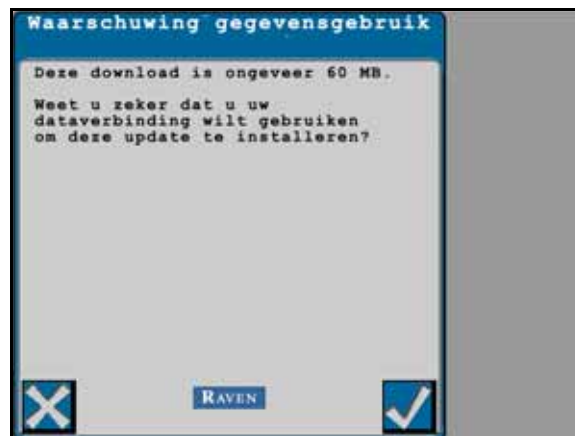 Waarschuwing gegevensgebruik
Deze download is ongeveer 60 MB.
Weet u zeker dat u uw
dataverbinding wilt gebruiken
om deze update te installeren?
RAVEN